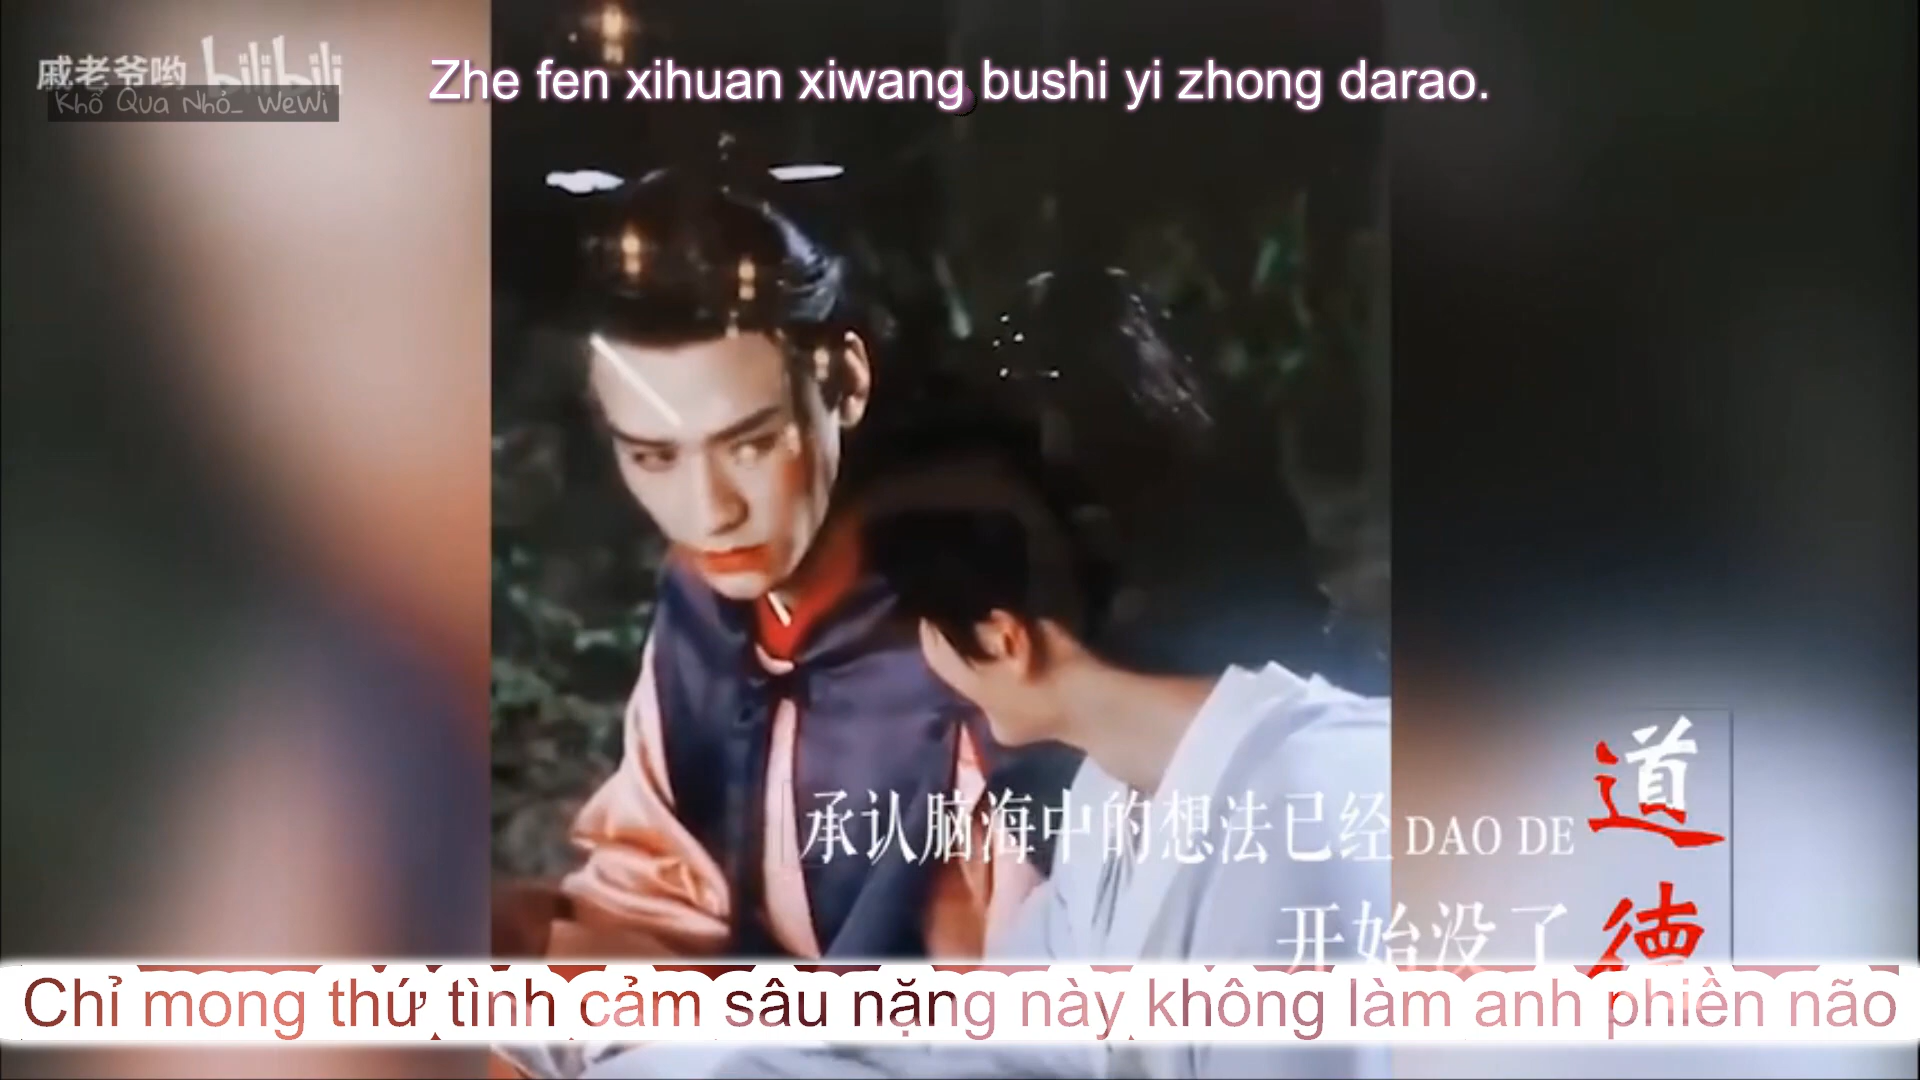 戚老爷哟 bilibili
Khổ Qua Nhỏ_ WeWi
Zhe fen xihuan xiwang bushi yi zhong darao.
承认脑海中的想法已经 DAO DE 道德
开始没了
Chỉ mong thứ tình cảm sâu nặng này không làm anh phiền não